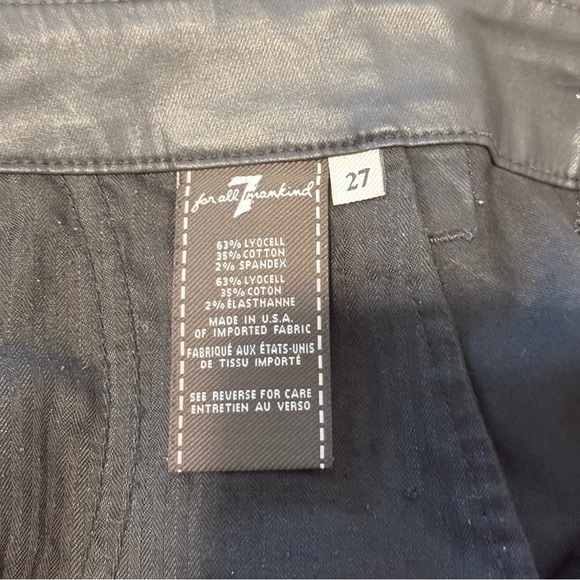 for all 7 mankind
27
63% LYOCELL
35% COTTON
2% SPANDEX
63% LYOCELL
35% COTON
2% ÉLASTHANNE
MADE IN U.S.A.
OF IMPORTED FABRIC
FABRIQUÉ AUX ÉTATS-UNIS
DE TISSU IMPORTÉ
SEE REVERSE FOR CARE
ENTRETIEN AU VERSO